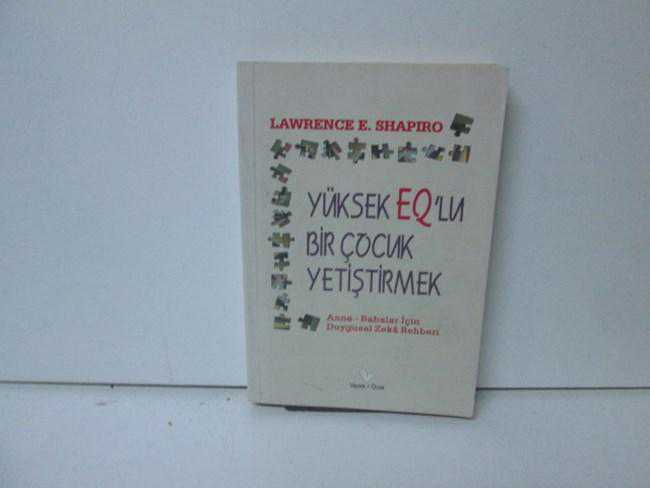 LAWRENCE E. SHAPIRO
YÜKSEK EQ'LU
BİR ÇOCUK
YETİŞTİRMEK
Anne - Babalar İçin
Duygusal Zekâ Rehberi